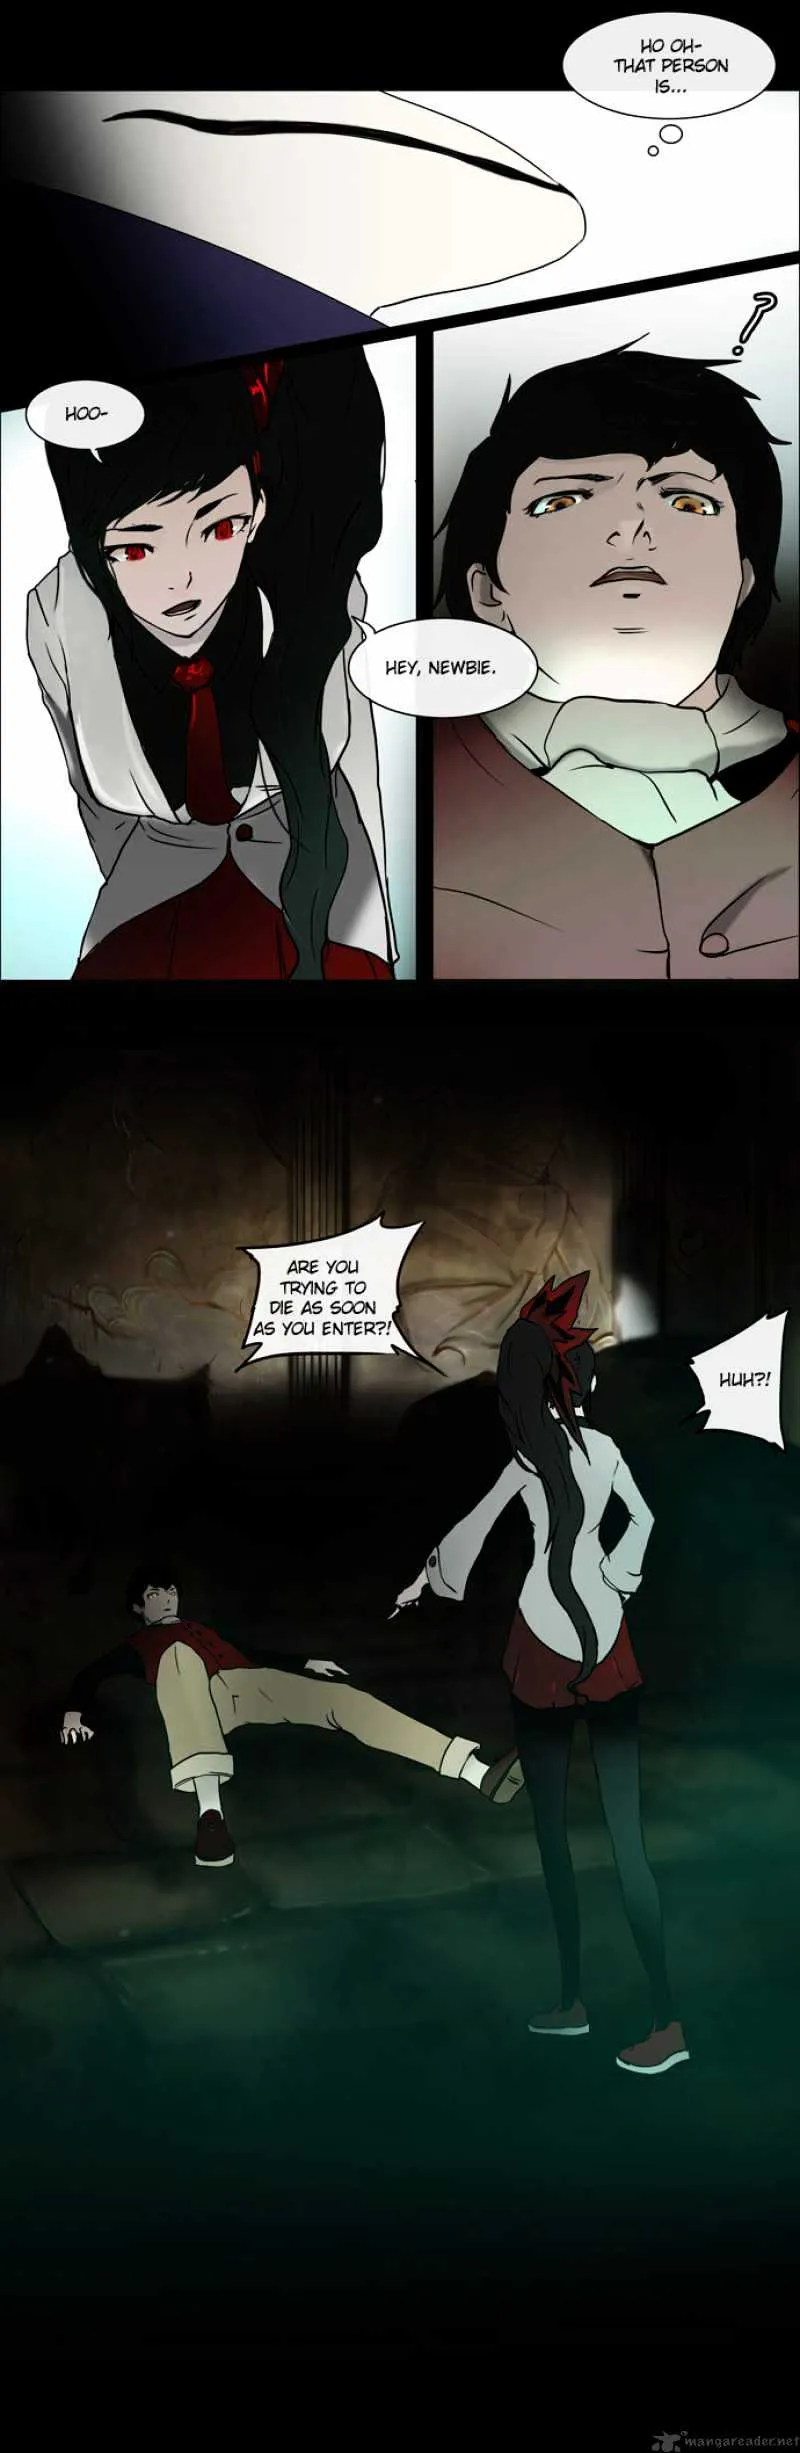 HO OH-
THAT PERSON
IS...
?
HOO-
HEY, NEWBIE.
ARE YOU
TRYING TO
DIE AS SOON
AS YOU ENTER?!
HUH?!
mangareader.net